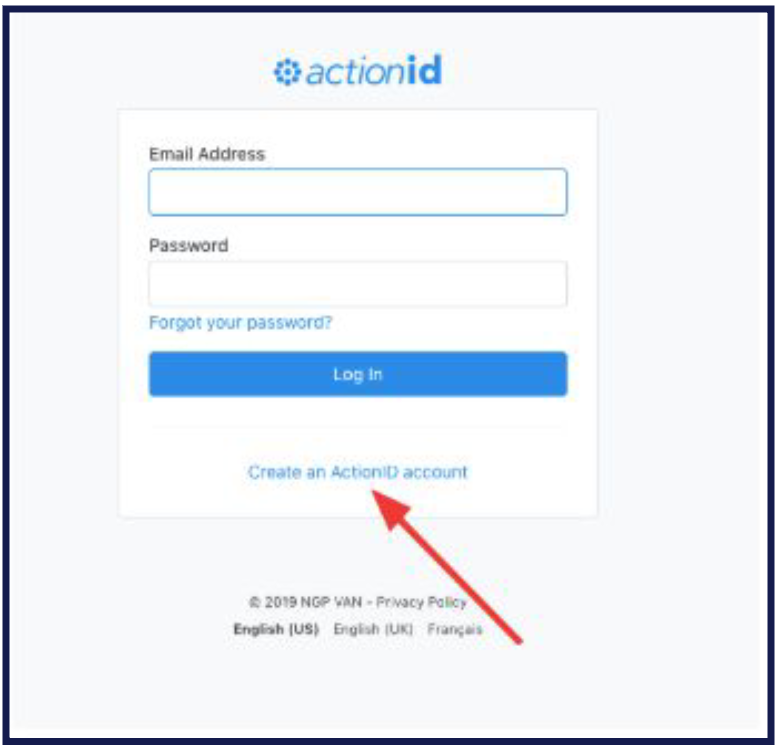 actionid
Email Address
Password
Forgot your password?
Log In
Create an ActionID account
© 2019 NGP VAN - Privacy Policy
English (US) English (UK) Français